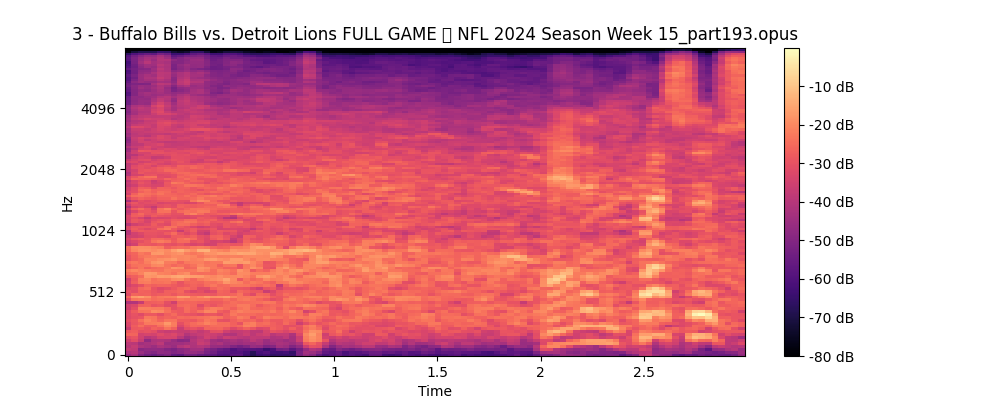 3 - Buffalo Bills vs. Detroit Lions FULL GAME  NFL 2024 Season Week 15_part193.opus
4096
2048
1024
512
0
Hz
0
0.5
1
1.5
2
2.5
Time
-10 dB
-20 dB
-30 dB
-40 dB
-50 dB
-60 dB
-70 dB
-80 dB